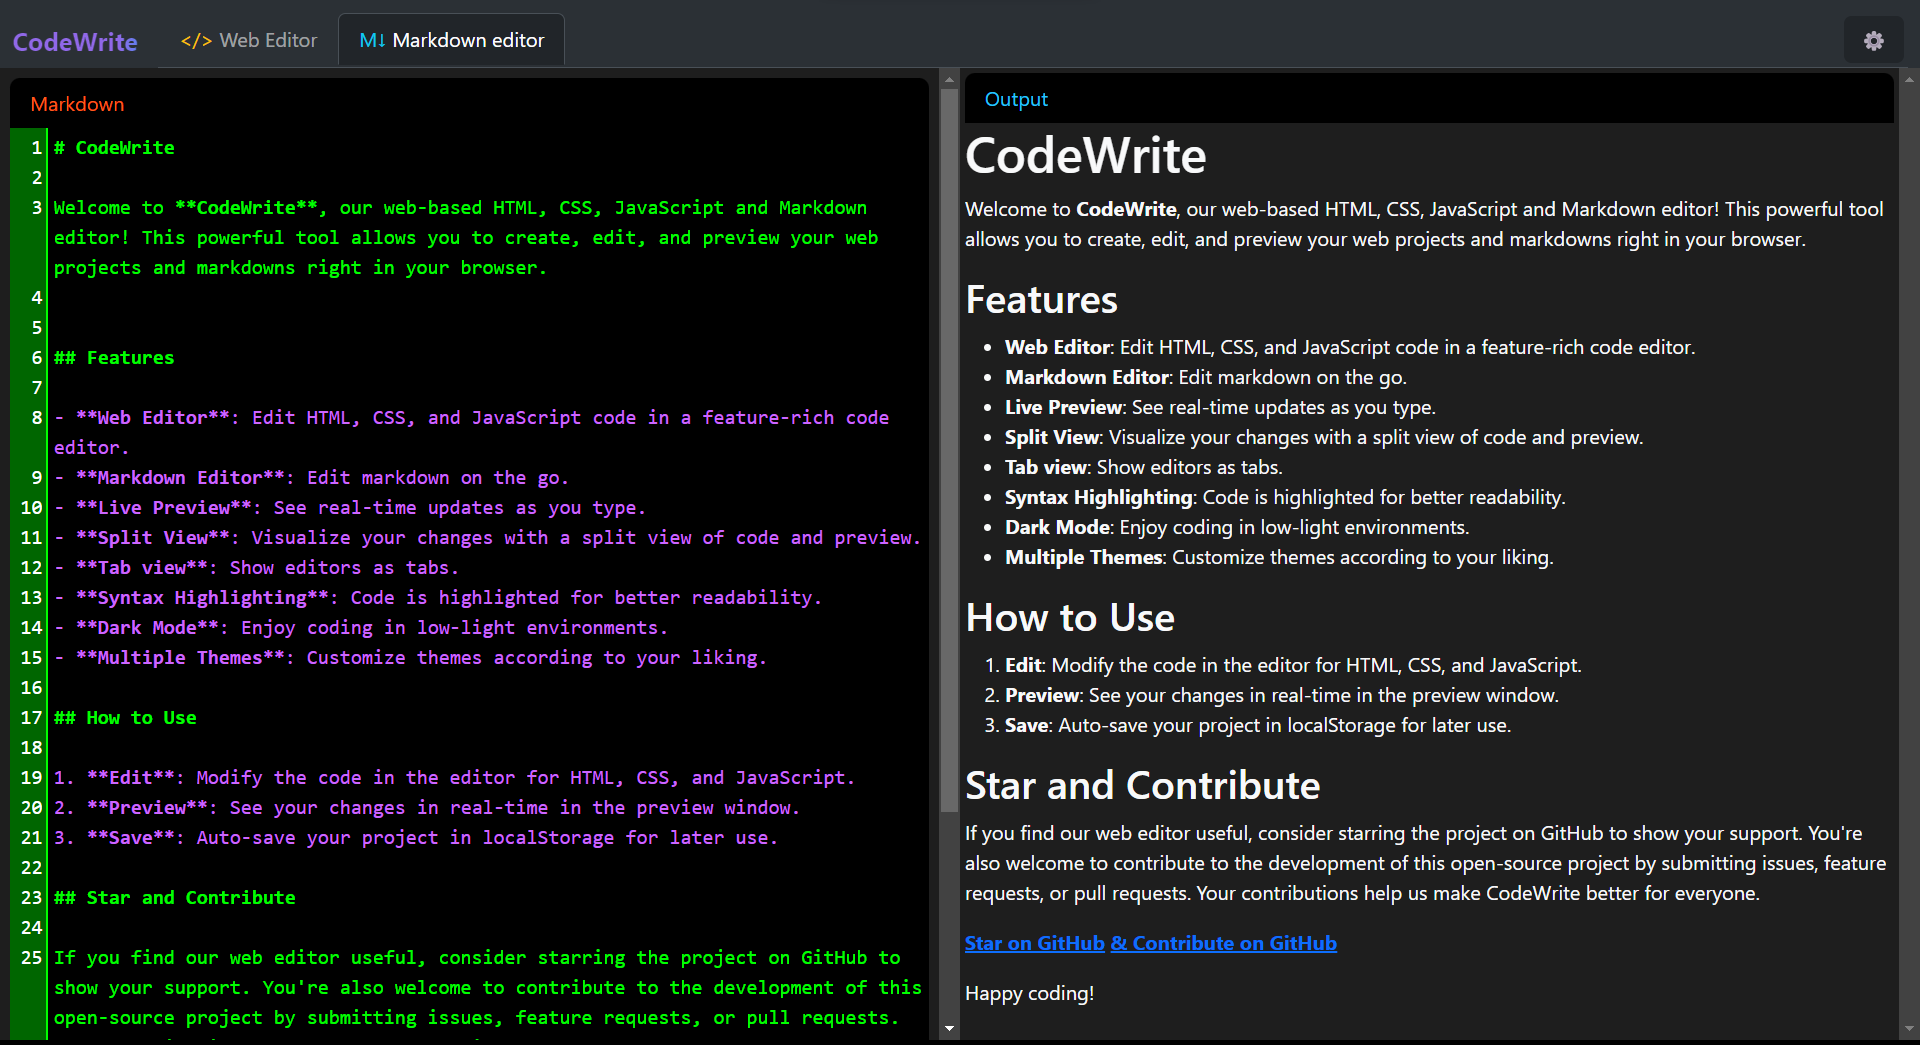 CodeWrite
</> Web Editor
M↓ Markdown editor
Markdown
1 # CodeWrite
2
3 Welcome to **CodeWrite**, our web-based HTML, CSS, JavaScript and Markdown
editor! This powerful tool allows you to create, edit, and preview your web
projects and markdowns right in your browser.
4
5
6 ## Features
7
8 - **Web Editor**: Edit HTML, CSS, and JavaScript code in a feature-rich code
editor.
9 - **Markdown Editor**: Edit markdown on the go.
10 - **Live Preview**: See real-time updates as you type.
11 - **Split View**: Visualize your changes with a split view of code and preview.
12 - **Tab view**: Show editors as tabs.
13 - **Syntax Highlighting**: Code is highlighted for better readability.
14 - **Dark Mode**: Enjoy coding in low-light environments.
15 - **Multiple Themes**: Customize themes according to your liking.
16
17 ## How to Use
18
19 1. **Edit**: Modify the code in the editor for HTML, CSS, and JavaScript.
20 2. **Preview**: See your changes in real-time in the preview window.
21 3. **Save**: Auto-save your project in localStorage for later use.
22
23 ## Star and Contribute
24
25 If you find our web editor useful, consider starring the project on GitHub to
show your support. You're also welcome to contribute to the development of this
open-source project by submitting issues, feature requests, or pull requests.
Output
CodeWrite
Welcome to CodeWrite, our web-based HTML, CSS, JavaScript and Markdown editor! This powerful tool
allows you to create, edit, and preview your web projects and markdowns right in your browser.
Features
• Web Editor: Edit HTML, CSS, and JavaScript code in a feature-rich code editor.
• Markdown Editor: Edit markdown on the go.
• Live Preview: See real-time updates as you type.
• Split View: Visualize your changes with a split view of code and preview.
• Tab view: Show editors as tabs.
• Syntax Highlighting: Code is highlighted for better readability.
• Dark Mode: Enjoy coding in low-light environments.
• Multiple Themes: Customize themes according to your liking.
How to Use
1. Edit: Modify the code in the editor for HTML, CSS, and JavaScript.
2. Preview: See your changes in real-time in the preview window.
3. Save: Auto-save your project in localStorage for later use.
Star and Contribute
If you find our web editor useful, consider starring the project on GitHub to show your support. You're
also welcome to contribute to the development of this open-source project by submitting issues, feature
requests, or pull requests. Your contributions help us make CodeWrite better for everyone.
Star on GitHub & Contribute on GitHub
Happy coding!